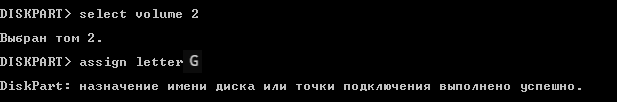 DISKPART> select volume 2
Выбран том 2.
DISKPART> assign letter G
DiskPart: назначение имени диска или точки подключения выполнено успешно.